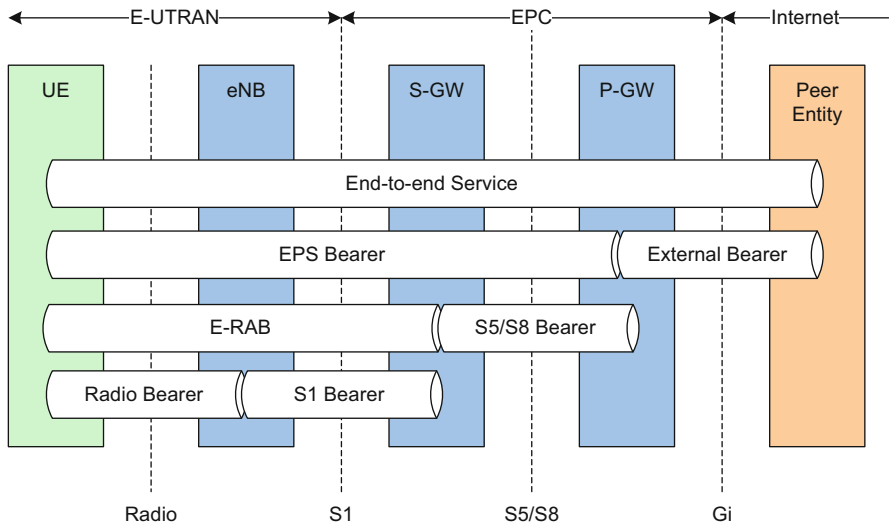 E-UTRAN EPC Internet
UE eNB S-GW P-GW Peer
Entity
End-to-end Service
EPS Bearer External Bearer
E-RAB S5/S8 Bearer
Radio Bearer S1 Bearer
Radio S1 S5/S8 Gi